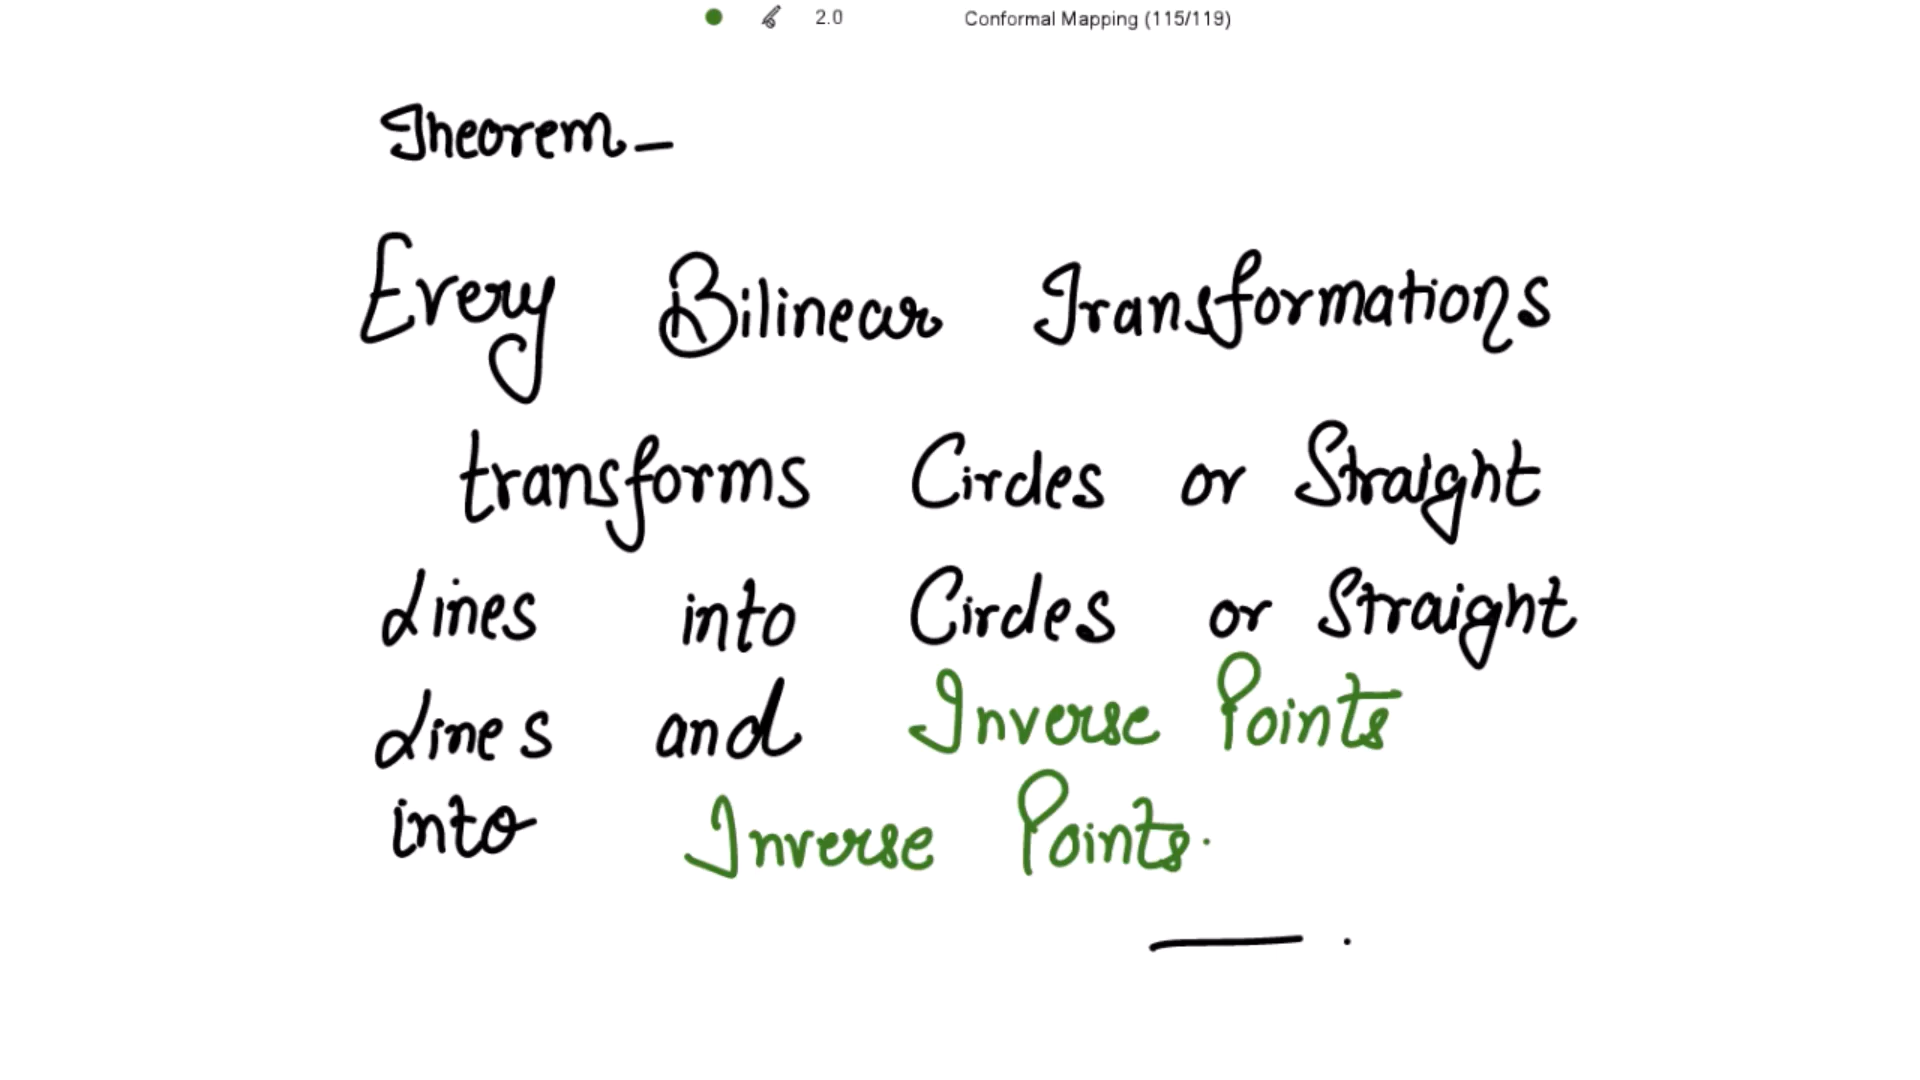 2.0 Conformal Mapping (115/119)
Theorem -
Every Bilinear Transformations
transforms Circles or Straight
Lines into Circles or Straight
Lines and Inverse Points
into Inverse Points.